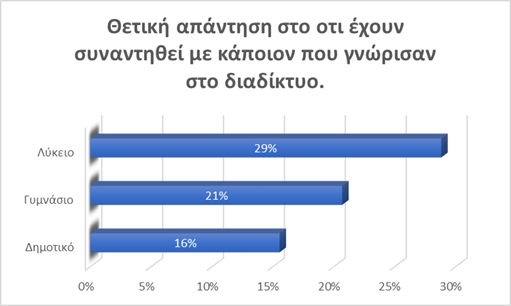 Θετική απάντηση στο οτι έχουν
συναντηθεί με κάποιον που γνώρισαν
στο διαδίκτυο.
Λύκειο 29%
Γυμνάσιο 21%
Δημοτικό 16%
0% 5% 10% 15% 20% 25% 30%